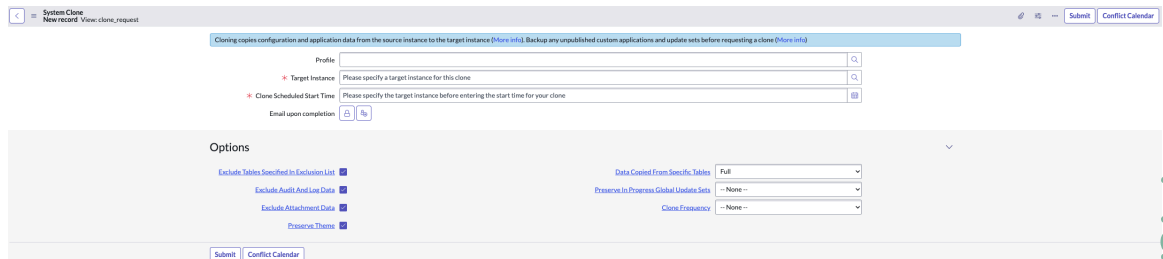 System Clone
New record View: clone_request
Submit
Conflict Calendar
Cloning copies configuration and application data from the source instance to the target instance (More info). Backup any unpublished custom applications and update sets before requesting a clone (More info)
Profile
* Target Instance Please specify a target instance for this clone
* Clone Scheduled Start Time Please specify the target instance before entering the start time for your clone
Email upon completion
Options
Exclude Tables Specified In Exclusion List
Data Copied From Specific Tables Full
Exclude Audit And Log Data
Preserve In Progress Global Update Sets -- None --
Exclude Attachment Data
Clone Frequency -- None --
Preserve Theme
Submit
Conflict Calendar